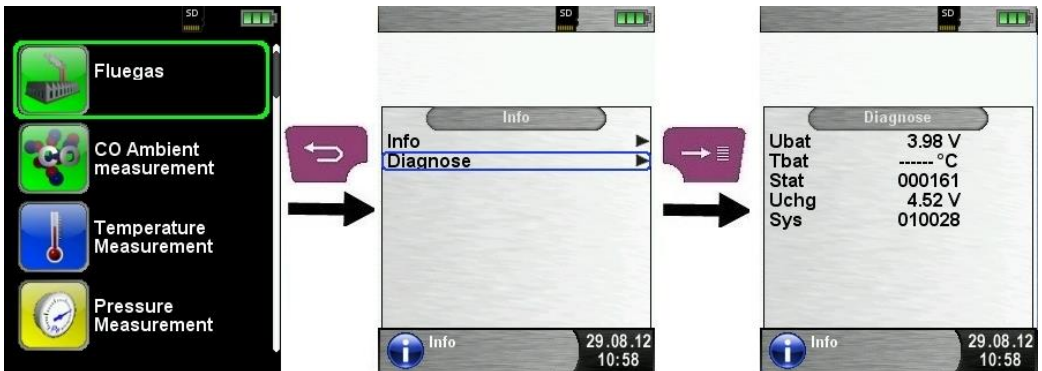 SD
Fluegas
CO
CO Ambient
measurement
Temperature
Measurement
Pressure
Measurement
SD
Info
Info
Diagnose
i Info
29.08.12
10:58
SD
Diagnose
Ubat 3.98 V
Tbat ------ °C
Stat 000161
Uchg 4.52 V
Sys 010028
i Info
29.08.12
10:58